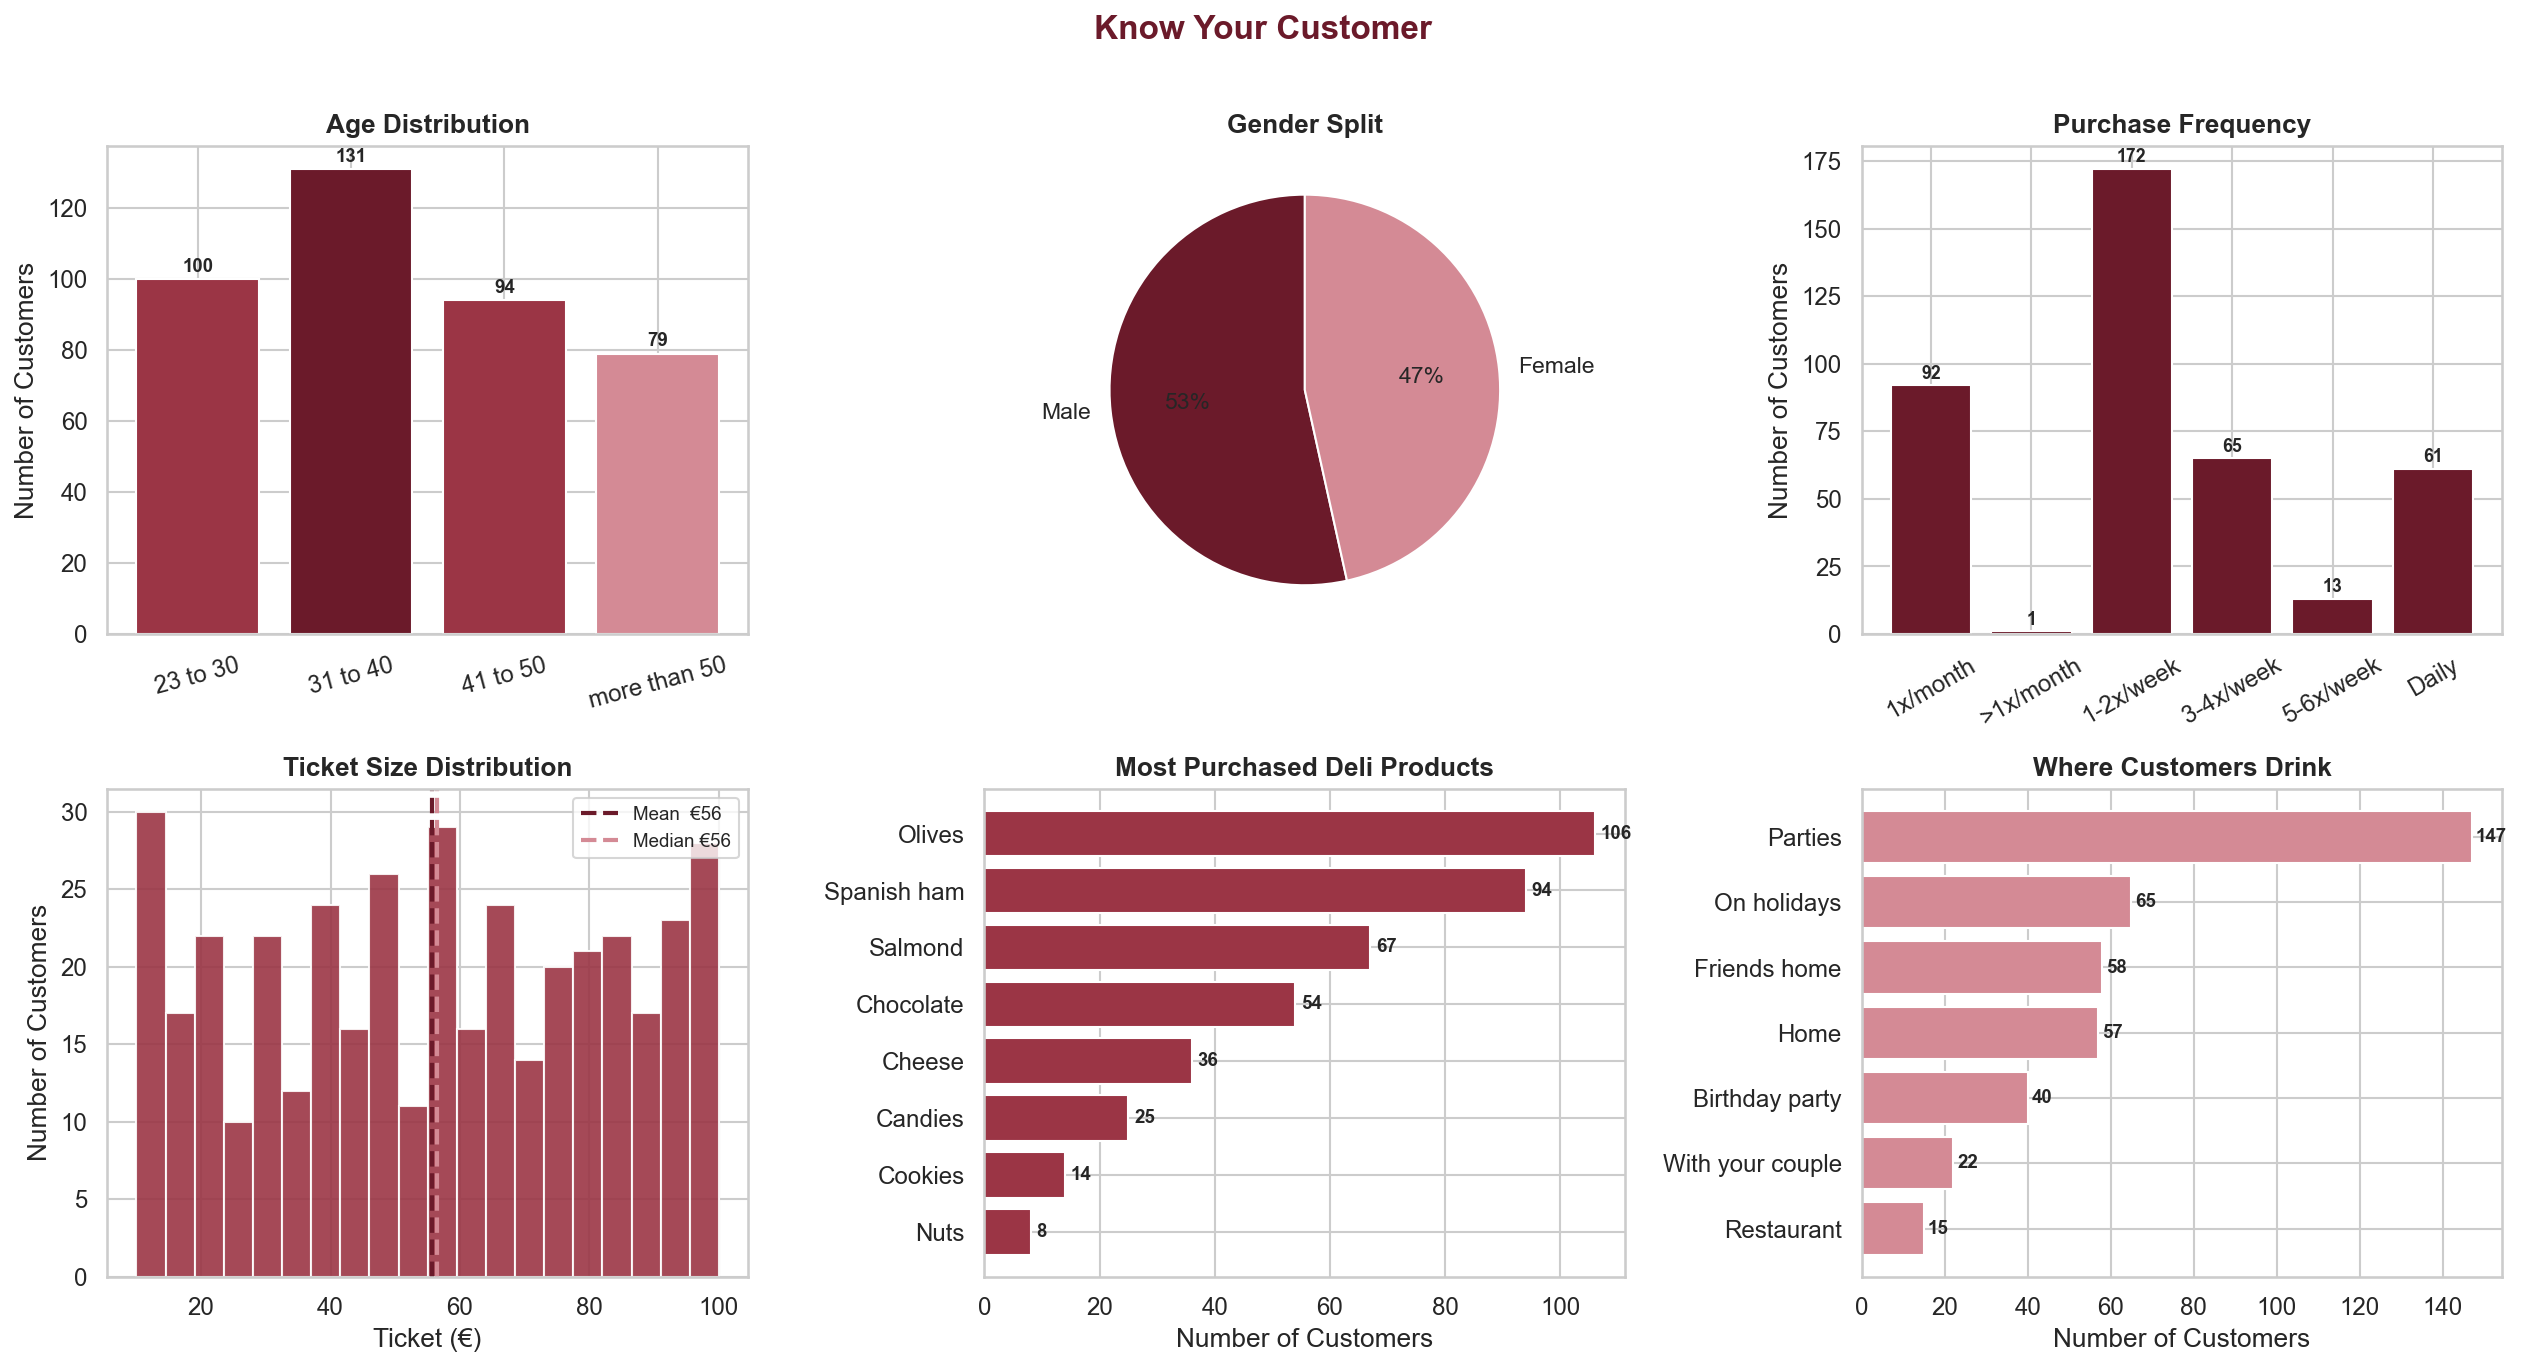 Know Your Customer
Age Distribution
Number of Customers
120
100
80
60
40
20
0
100
131
94
79
23 to 30
31 to 40
41 to 50
more than 50
Gender Split
Male
53%
47%
Female
Purchase Frequency
Number of Customers
175
150
125
100
75
50
25
0
92
1
172
65
13
61
1x/month
>1x/month
1-2x/week
3-4x/week
5-6x/week
Daily
Ticket Size Distribution
Number of Customers
30
25
20
15
10
5
0
Mean €56
Median €56
20
40
60
80
100
Ticket (€)
Most Purchased Deli Products
Olives 106
Spanish ham 94
Salmond 67
Chocolate 54
Cheese 36
Candies 25
Cookies 14
Nuts 8
0
20
40
60
80
100
Number of Customers
Where Customers Drink
Parties 147
On holidays 65
Friends home 58
Home 57
Birthday party 40
With your couple 22
Restaurant 15
0
20
40
60
80
100
120
140
Number of Customers